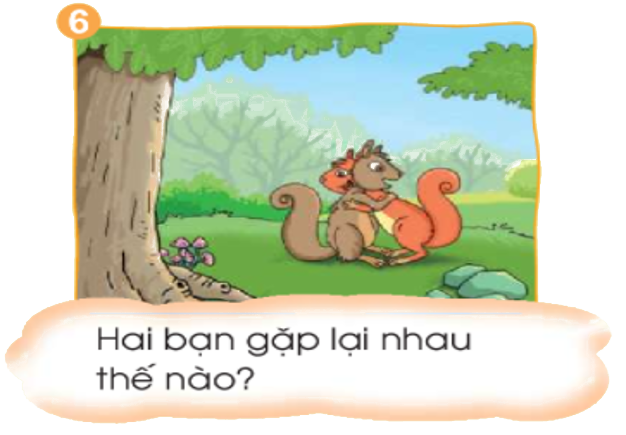 6
Hai bạn gặp lại nhau
thế nào?